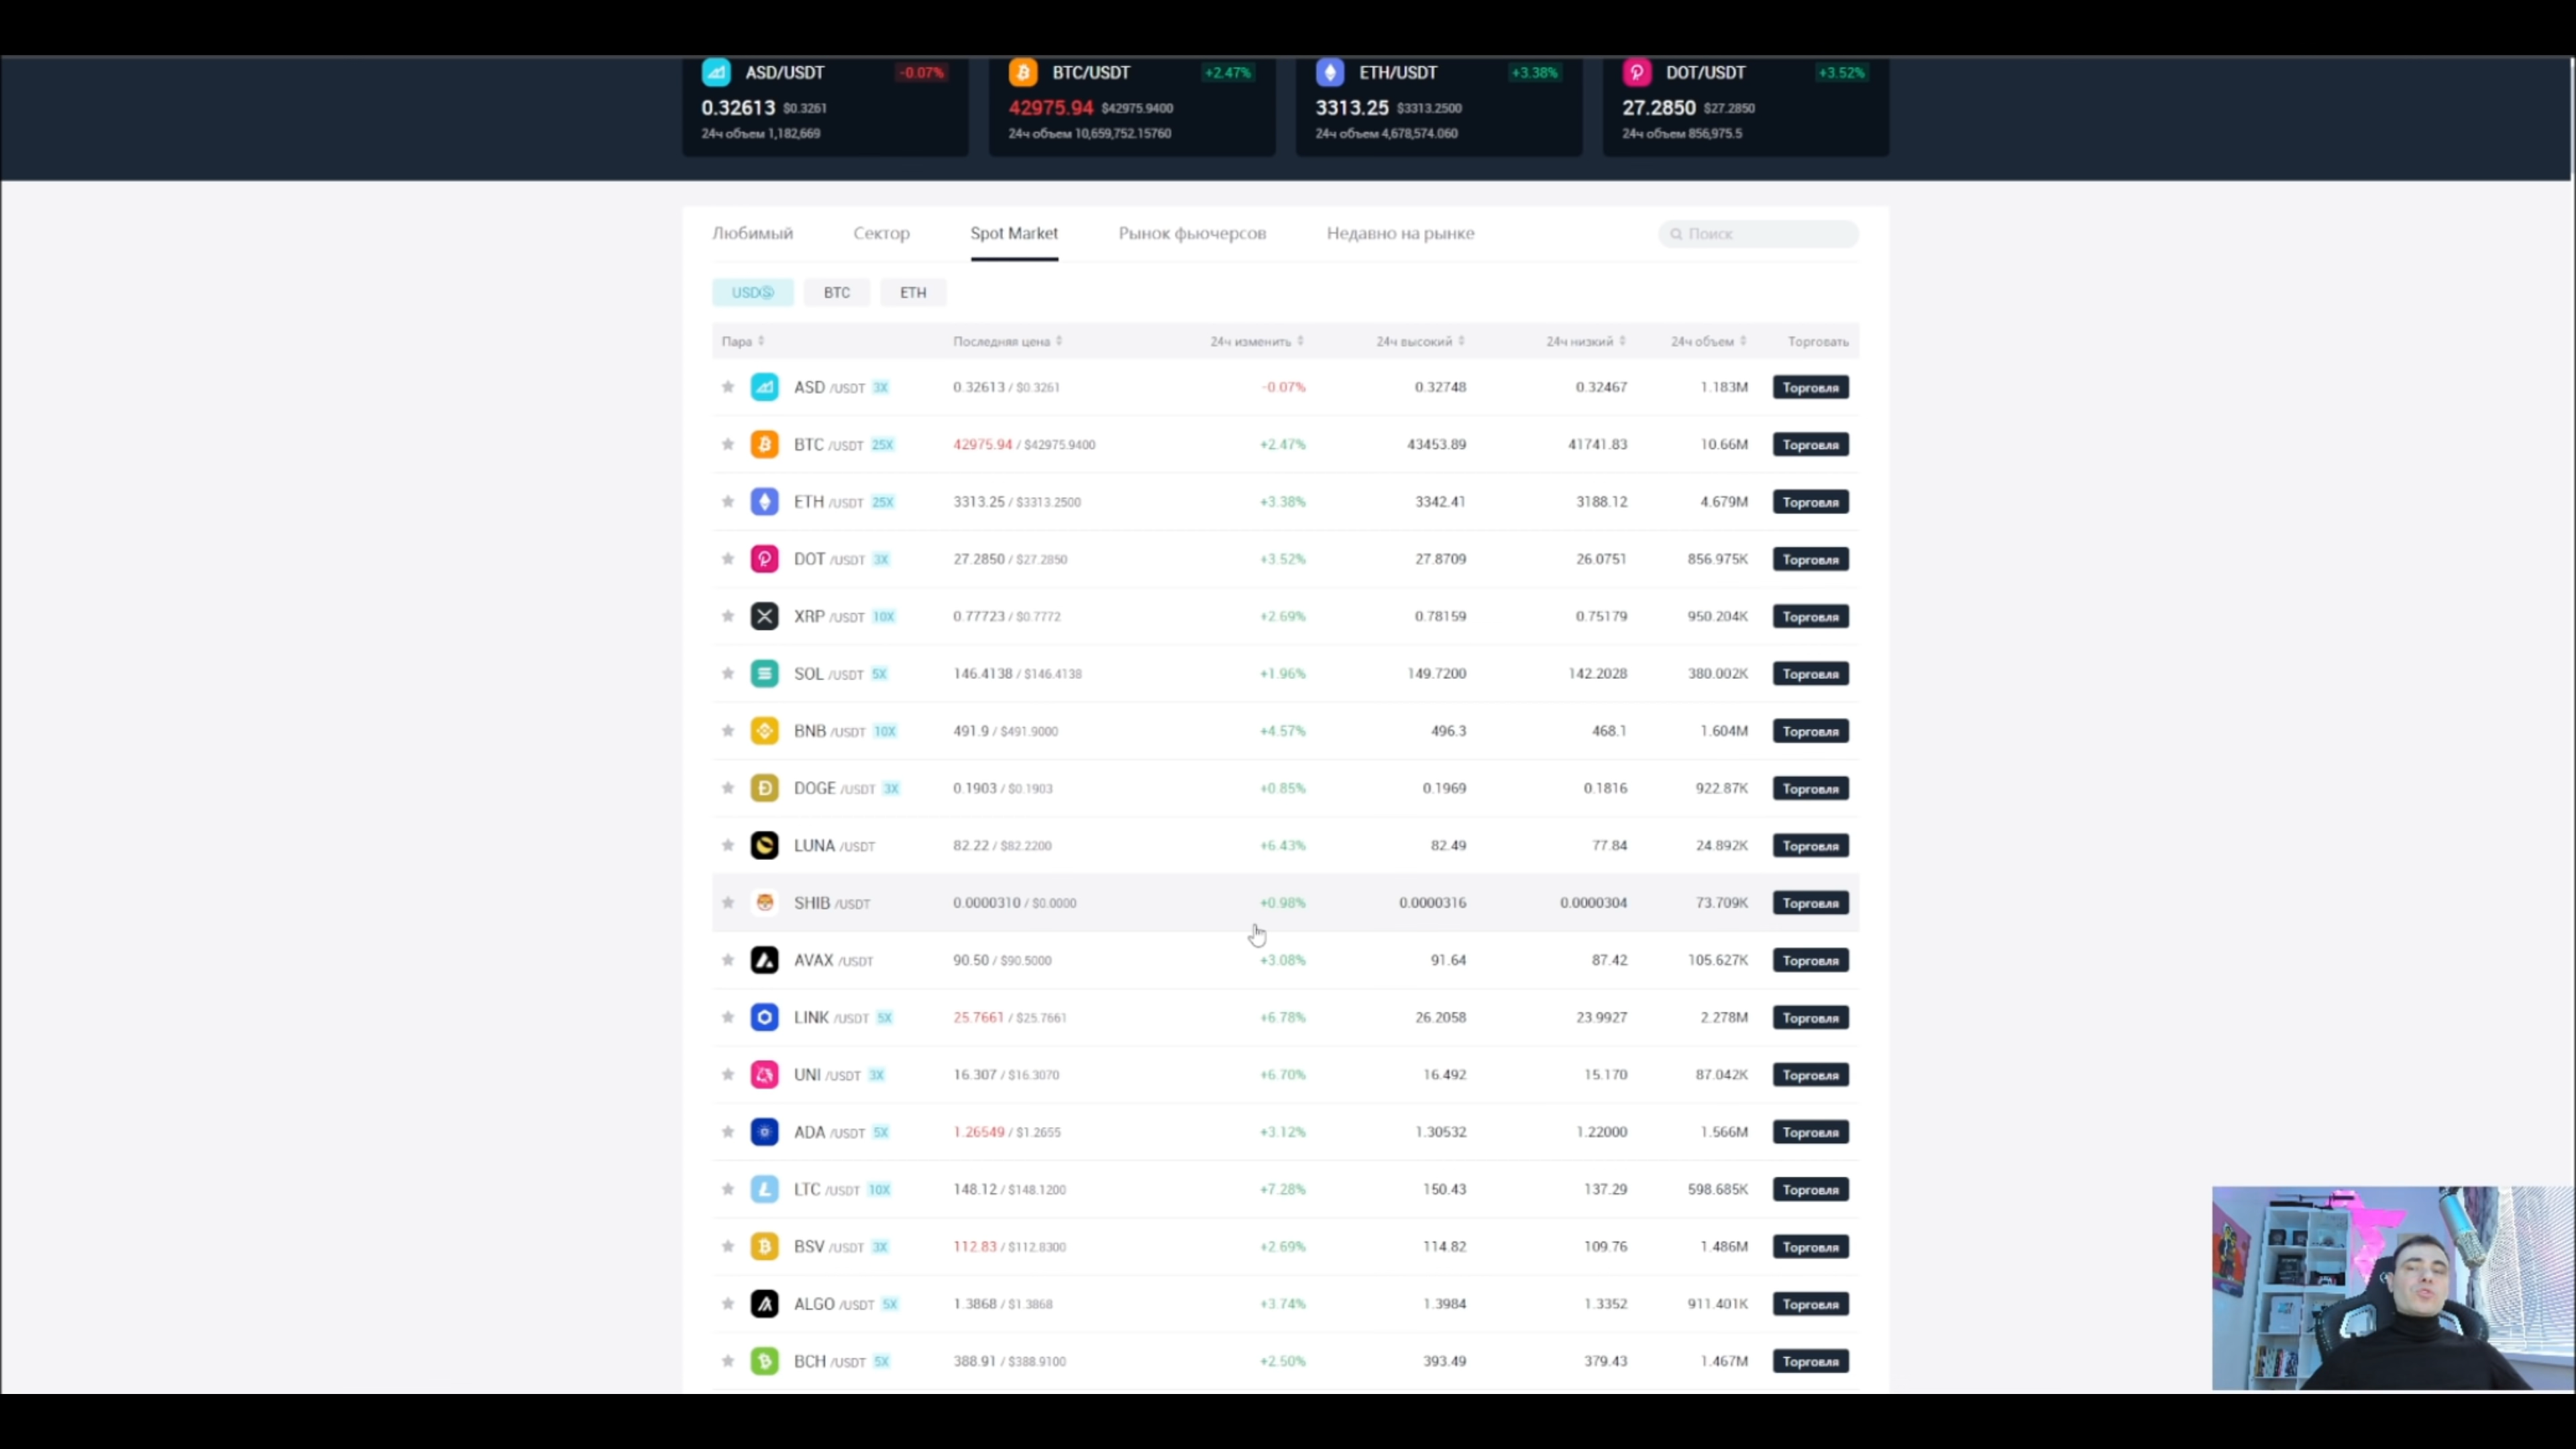 ASD/USDT -0.07% BTC/USDT +2.47% ETH/USDT +3.38% DOT/USDT +3.52%
0.32613 $0.3261 42975.94 $42975.9400 3313.25 $3313.2500 27.2850 $27.2850
24ч объем 1,182,669 24ч объем 10,659,752.15760 24ч объем 4,678,574.060 24ч объем 856,975.5
Любимый Сектор Spot Market Рынок фьючерсов Недавно на рынке Поиск
USDⓈ BTC ETH
Пара Последняя цена 24ч изменить 24ч высокий 24ч низкий 24ч объем Торговать
ASD /USDT 3X 0.32613 / $0.3261 -0.07% 0.32748 0.32467 1.183M Торговля
BTC /USDT 25X 42975.94 / $42975.9400 +2.47% 43453.89 41741.83 10.66M Торговля
ETH /USDT 25X 3313.25 / $3313.2500 +3.38% 3342.41 3188.12 4.679M Торговля
DOT /USDT 3X 27.2850 / $27.2850 +3.52% 27.8709 26.0751 856.975K Торговля
XRP /USDT 10X 0.77723 / $0.7772 +2.69% 0.78159 0.75179 950.204K Торговля
SOL /USDT 5X 146.4138 / $146.4138 +1.96% 149.7200 142.2028 380.002K Торговля
BNB /USDT 10X 491.9 / $491.9000 +4.57% 496.3 468.1 1.604M Торговля
DOGE /USDT 3X 0.1903 / $0.1903 +0.85% 0.1969 0.1816 922.87K Торговля
LUNA /USDT 82.22 / $82.2200 +6.43% 82.49 77.84 24.892K Торговля
SHIB /USDT 0.0000310 / $0.0000 +0.98% 0.0000316 0.0000304 73.709K Торговля
AVAX /USDT 90.50 / $90.5000 +3.08% 91.64 87.42 105.627K Торговля
LINK /USDT 5X 25.7661 / $25.7661 +6.78% 26.2058 23.9927 2.278M Торговля
UNI /USDT 3X 16.307 / $16.3070 +6.70% 16.492 15.170 87.042K Торговля
ADA /USDT 5X 1.26549 / $1.2655 +3.12% 1.30532 1.22000 1.566M Торговля
LTC /USDT 10X 148.12 / $148.1200 +7.28% 150.43 137.29 598.685K Торговля
BSV /USDT 3X 112.83 / $112.8300 +2.69% 114.82 109.76 1.486M Торговля
ALGO /USDT 5X 1.3868 / $1.3868 +3.74% 1.3984 1.3352 911.401K Торговля
BCH /USDT 5X 388.91 / $388.9100 +2.50% 393.49 379.43 1.467M Торговля